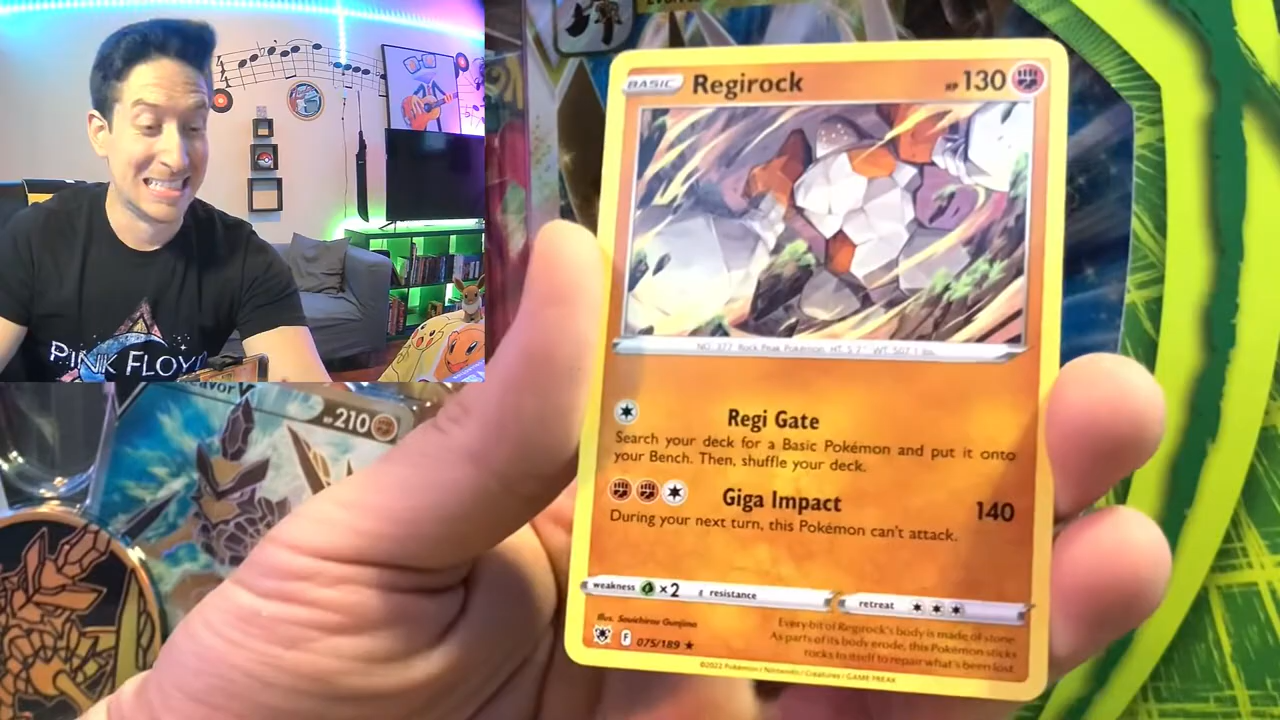 BASIC Regirock HP 130
NO. 377 Rock Peak Pokémon HT: 5'7" WT: 507.1 lbs.
Regi Gate
Search your deck for a Basic Pokémon and put it onto
your Bench. Then, shuffle your deck.
Giga Impact 140
During your next turn, this Pokémon can't attack.
weakness ×2 resistance retreat
Illus. Souichirou Gunjima
F 075/189 ★
Every bit of Regirock's body is made of stone.
As parts of its body erode, this Pokémon sticks
rocks to itself to repair what's been lost.
©2022 Pokémon / Nintendo / Creatures / GAME FREAK
PINK FLOYD
avor V HP 210